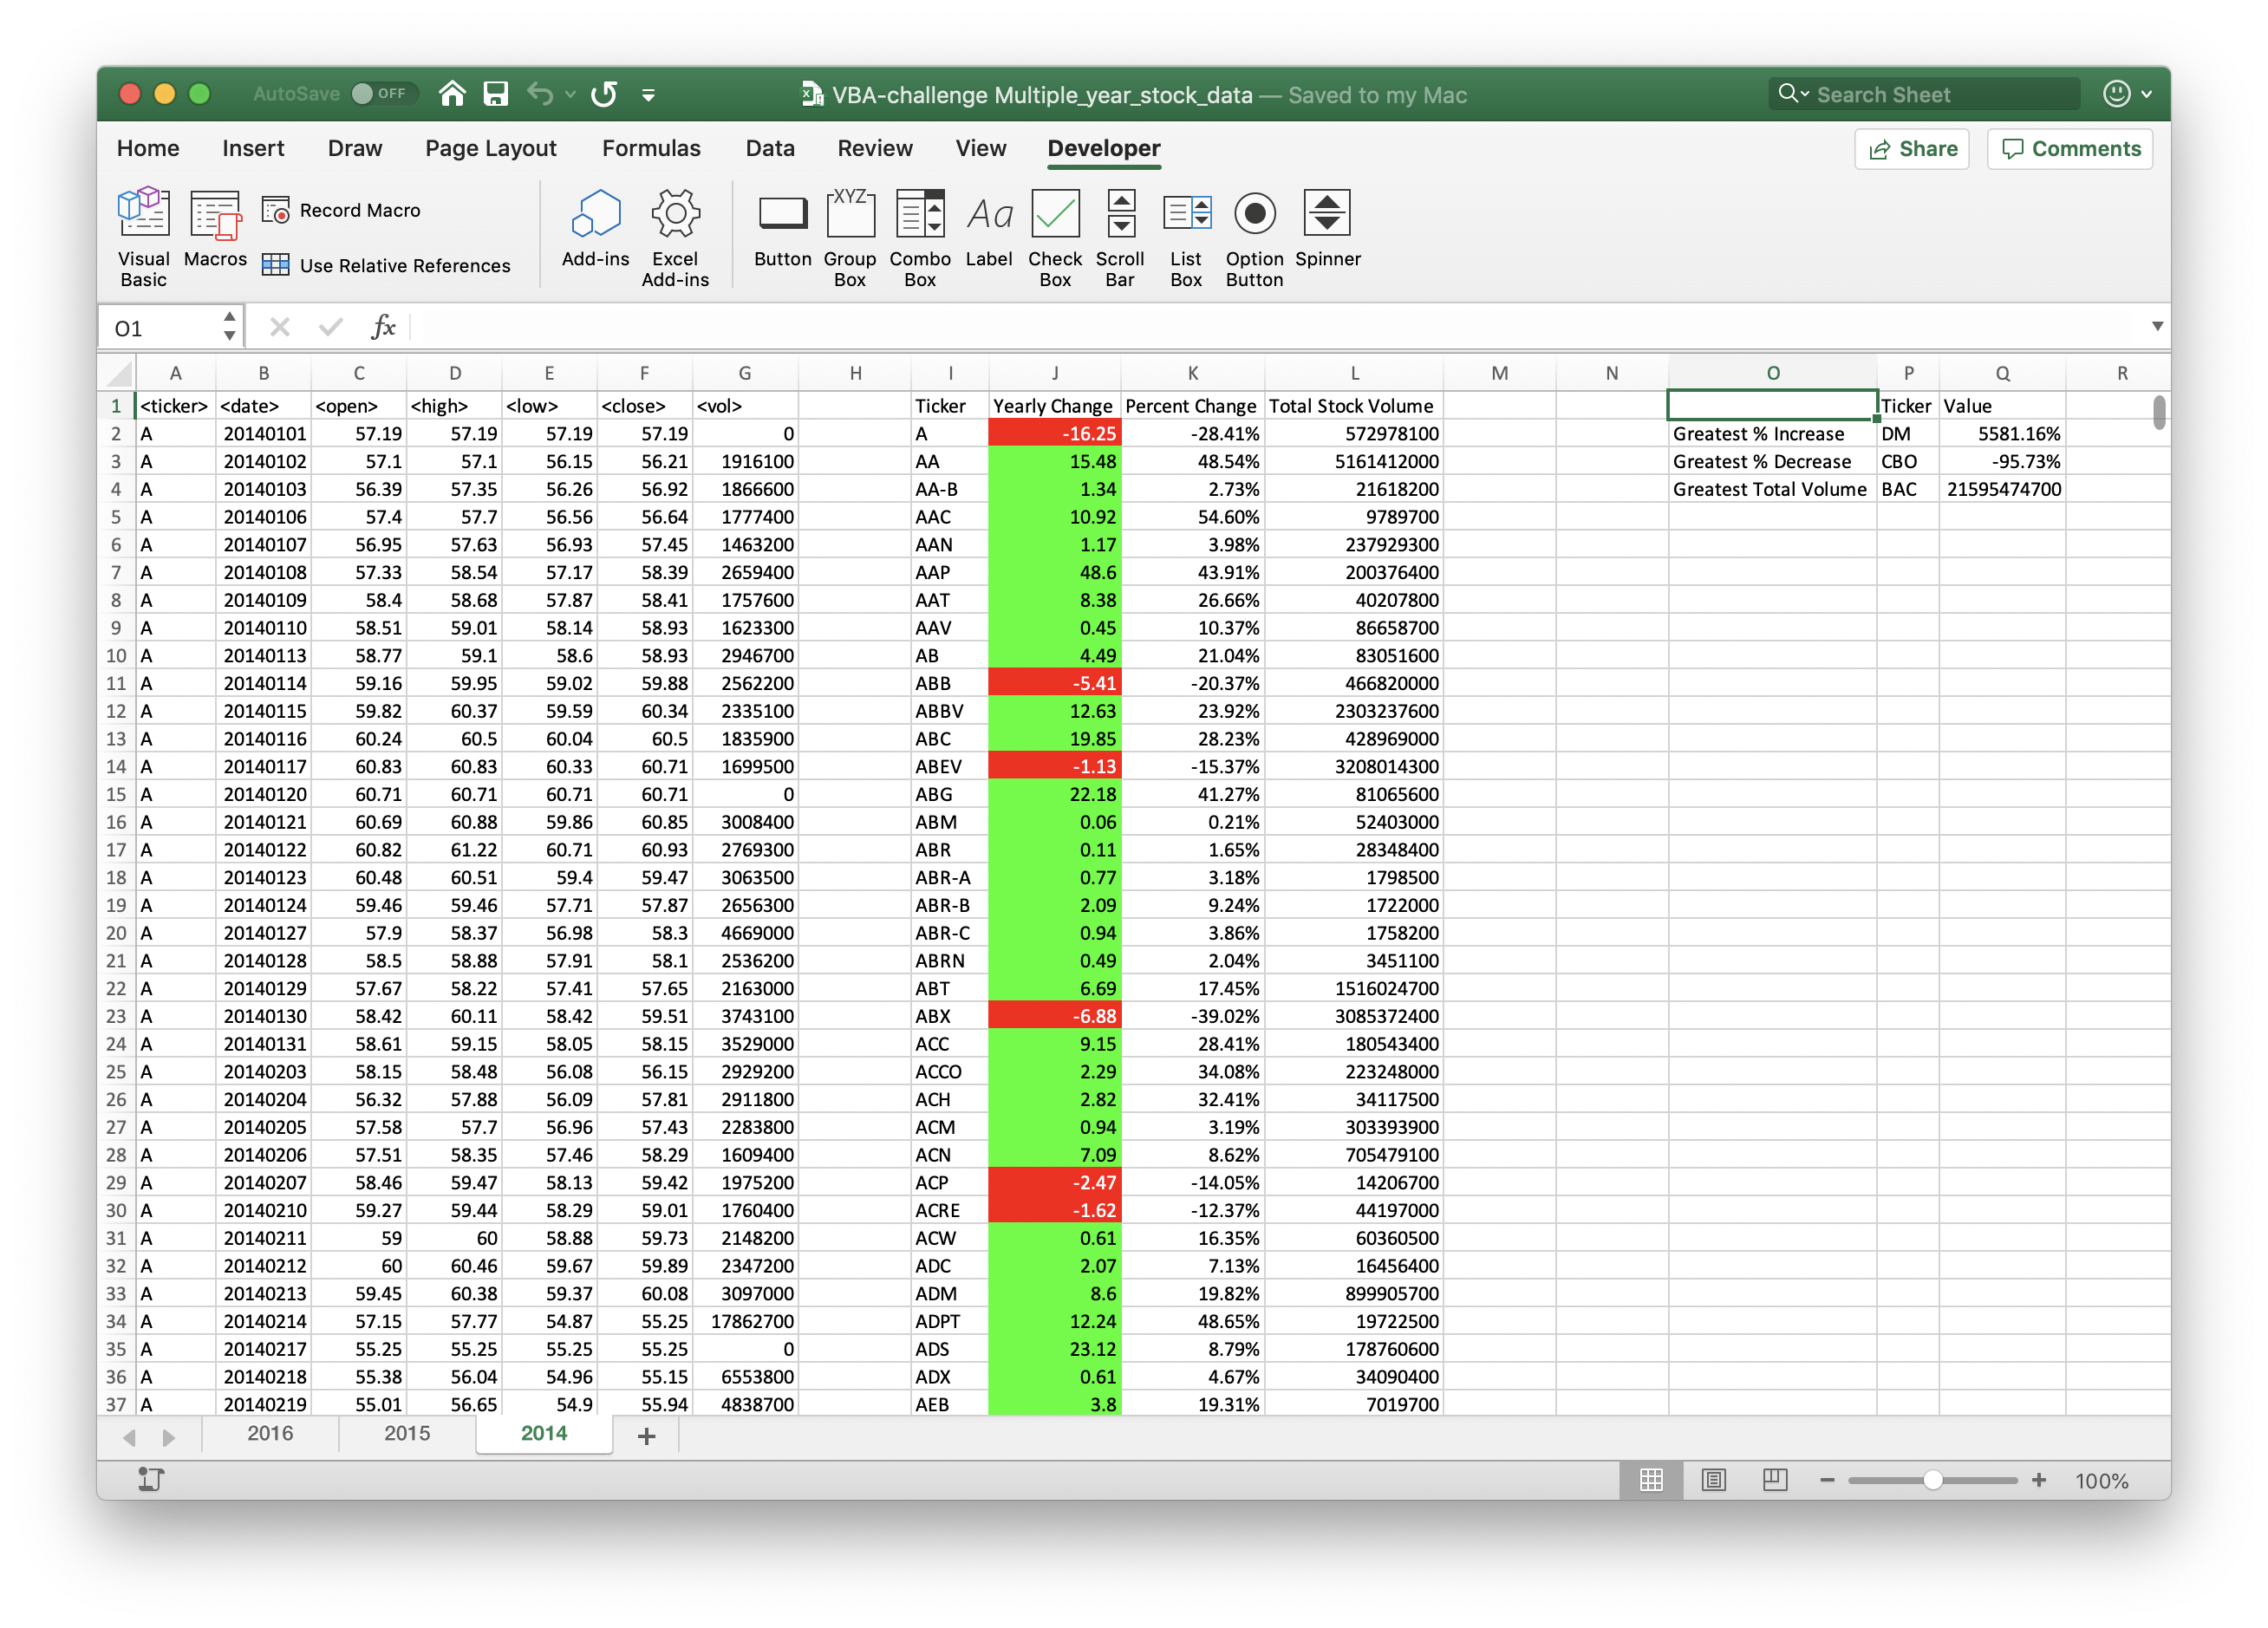 AutoSave OFF VBA-challenge Multiple_year_stock_data — Saved to my Mac Search Sheet
Home Insert Draw Page Layout Formulas Data Review View Developer Share Comments
Visual Basic Macros Record Macro Use Relative References Add-ins Excel Add-ins Button XYZ Group Box Combo Box Aa Label Check Box Scroll Bar List Box Option Button Spinner
O1 fx
A B C D E F G H I J K L M N O P Q R
1 <ticker> <date> <open> <high> <low> <close> <vol> Ticker Yearly Change Percent Change Total Stock Volume Ticker Value
2 A 20140101 57.19 57.19 57.19 57.19 0 A -16.25 -28.41% 572978100 Greatest % Increase DM 5581.16%
3 A 20140102 57.1 57.1 56.15 56.21 1916100 AA 15.48 48.54% 5161412000 Greatest % Decrease CBO -95.73%
4 A 20140103 56.39 57.35 56.26 56.92 1866600 AA-B 1.34 2.73% 21618200 Greatest Total Volume BAC 21595474700
5 A 20140106 57.4 57.7 56.56 56.64 1777400 AAC 10.92 54.60% 9789700
6 A 20140107 56.95 57.63 56.93 57.45 1463200 AAN 1.17 3.98% 237929300
7 A 20140108 57.33 58.54 57.17 58.39 2659400 AAP 48.6 43.91% 200376400
8 A 20140109 58.4 58.68 57.87 58.41 1757600 AAT 8.38 26.66% 40207800
9 A 20140110 58.51 59.01 58.14 58.93 1623300 AAV 0.45 10.37% 86658700
10 A 20140113 58.77 59.1 58.6 58.93 2946700 AB 4.49 21.04% 83051600
11 A 20140114 59.16 59.95 59.02 59.88 2562200 ABB -5.41 -20.37% 466820000
12 A 20140115 59.82 60.37 59.59 60.34 2335100 ABBV 12.63 23.92% 2303237600
13 A 20140116 60.24 60.5 60.04 60.5 1835900 ABC 19.85 28.23% 428969000
14 A 20140117 60.83 60.83 60.33 60.71 1699500 ABEV -1.13 -15.37% 3208014300
15 A 20140120 60.71 60.71 60.71 60.71 0 ABG 22.18 41.27% 81065600
16 A 20140121 60.69 60.88 59.86 60.85 3008400 ABM 0.06 0.21% 52403000
17 A 20140122 60.82 61.22 60.71 60.93 2769300 ABR 0.11 1.65% 28348400
18 A 20140123 60.48 60.51 59.4 59.47 3063500 ABR-A 0.77 3.18% 1798500
19 A 20140124 59.46 59.46 57.71 57.87 2656300 ABR-B 2.09 9.24% 1722000
20 A 20140127 57.9 58.37 56.98 58.3 4669000 ABR-C 0.94 3.86% 1758200
21 A 20140128 58.5 58.88 57.91 58.1 2536200 ABRN 0.49 2.04% 3451100
22 A 20140129 57.67 58.22 57.41 57.65 2163000 ABT 6.69 17.45% 1516024700
23 A 20140130 58.42 60.11 58.42 59.51 3743100 ABX -6.88 -39.02% 3085372400
24 A 20140131 58.61 59.15 58.05 58.15 3529000 ACC 9.15 28.41% 180543400
25 A 20140203 58.15 58.48 56.08 56.15 2929200 ACCO 2.29 34.08% 223248000
26 A 20140204 56.32 57.88 56.09 57.81 2911800 ACH 2.82 32.41% 34117500
27 A 20140205 57.58 57.7 56.96 57.43 2283800 ACM 0.94 3.19% 303393900
28 A 20140206 57.51 58.35 57.46 58.29 1609400 ACN 7.09 8.62% 705479100
29 A 20140207 58.46 59.47 58.13 59.42 1975200 ACP -2.47 -14.05% 14206700
30 A 20140210 59.27 59.44 58.29 59.01 1760400 ACRE -1.62 -12.37% 44197000
31 A 20140211 59 60 58.88 59.73 2148200 ACW 0.61 16.35% 60360500
32 A 20140212 60 60.46 59.67 59.89 2347200 ADC 2.07 7.13% 16456400
33 A 20140213 59.45 60.38 59.37 60.08 3097000 ADM 8.6 19.82% 899905700
34 A 20140214 57.15 57.77 54.87 55.25 17862700 ADPT 12.24 48.65% 19722500
35 A 20140217 55.25 55.25 55.25 55.25 0 ADS 23.12 8.79% 178760600
36 A 20140218 55.38 56.04 54.96 55.15 6553800 ADX 0.61 4.67% 34090400
37 A 20140219 55.01 56.65 54.9 55.94 4838700 AEB 3.8 19.31% 7019700
2016 2015 2014 +
100%